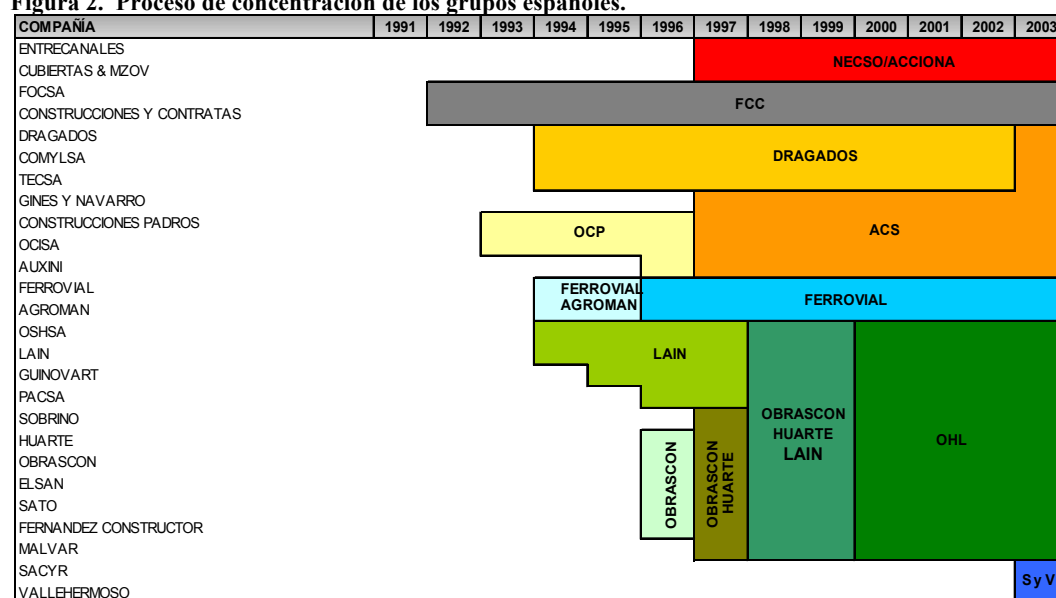 Figura 2. Proceso de concentración de los grupos españoles.
COMPAÑÍA 1991 1992 1993 1994 1995 1996 1997 1998 1999 2000 2001 2002 2003
ENTRECANALES
NECSO/ACCIONA
CUBIERTAS & MZOV
FOCSA
FCC
CONSTRUCCIONES Y CONTRATAS
DRAGADOS
COMYLSA
DRAGADOS
TECSA
GINES Y NAVARRO
CONSTRUCCIONES PADROS
OCP
ACS
OCISA
AUXINI
FERROVIAL
FERROVIAL
AGROMAN
FERROVIAL
AGROMAN
OSHSA
LAIN
LAIN
GUINOVART
PACSA
SOBRINO
HUARTE
OBRASCON
ELSAN
SATO
FERNANDEZ CONSTRUCTOR
MALVAR
OBRASCON
OBRASCON
HUARTE
OBRASCON
HUARTE
LAIN
OHL
SACYR
S y V
VALLEHERMOSO